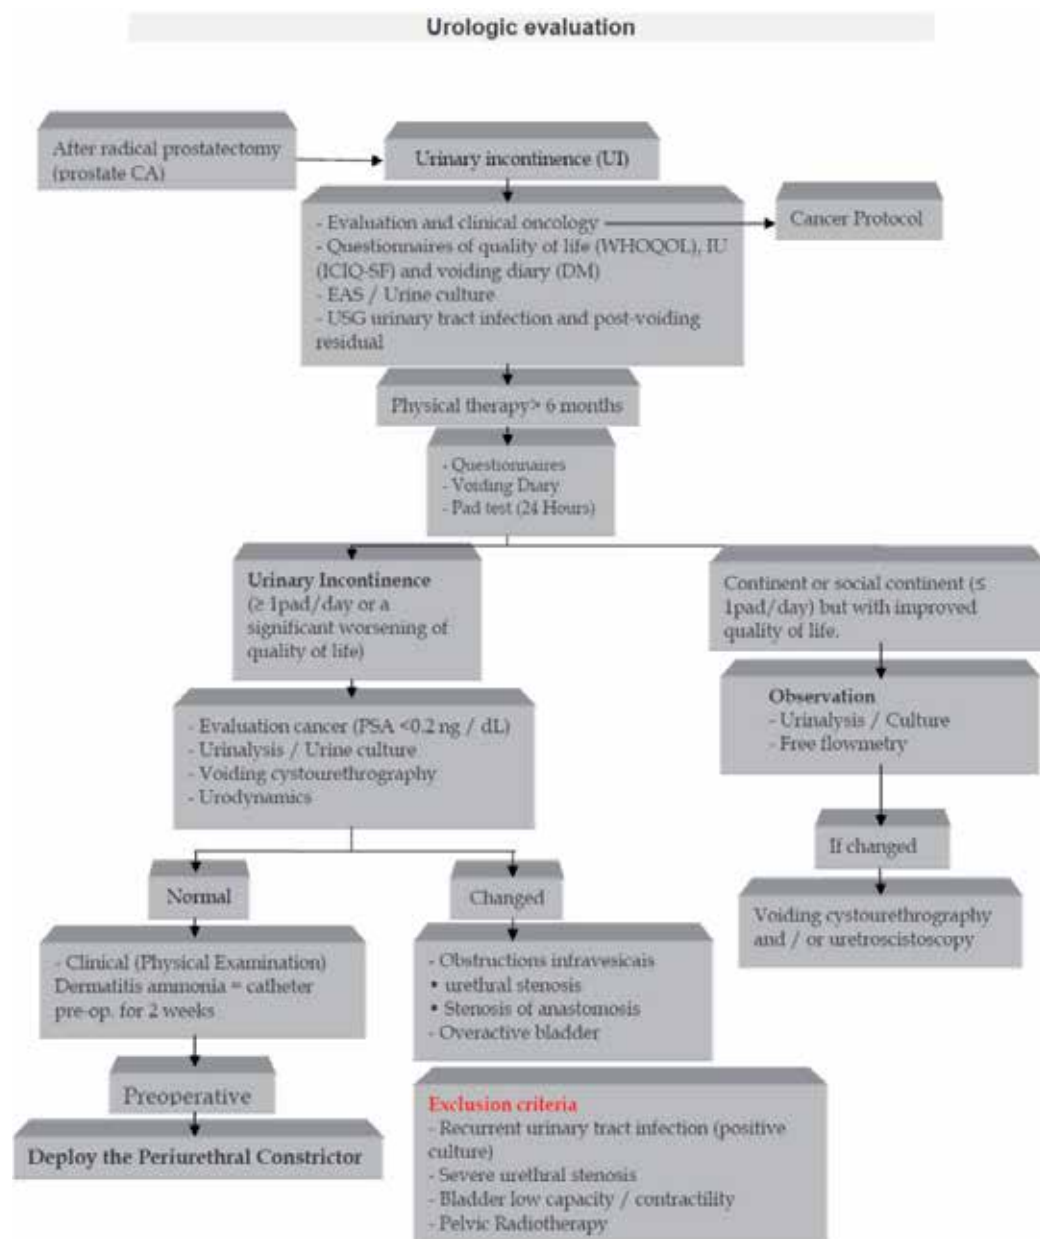 Urologic evaluation
After radical prostatectomy
(prostate CA)
Urinary incontinence (UI)
- Evaluation and clinical oncology
- Questionnaires of quality of life (WHOQOL), IU
(ICIQ-SF) and voiding diary (DM)
- EAS / Urine culture
- USG urinary tract infection and post-voiding
residual
Cancer Protocol
Physical therapy> 6 months
- Questionnaires
- Voiding Diary
- Pad test (24 Hours)
Urinary Incontinence
(≥ 1pad/day or a
significant worsening of
quality of life)
Continent or social continent (≤
1pad/day) but with improved
quality of life.
- Evaluation cancer (PSA <0.2 ng / dL)
- Urinalysis / Urine culture
- Voiding cystourethrography
- Urodynamics
Observation
- Urinalysis / Culture
- Free flowmetry
If changed
Voiding cystourethrography
and / or uretroscistoscopy
Normal
Changed
- Clinical (Physical Examination)
Dermatitis ammonia = catheter
pre-op. for 2 weeks
- Obstructions infravesicais
• urethral stenosis
• Stenosis of anastomosis
- Overactive bladder
Preoperative
Deploy the Periurethral Constrictor
Exclusion criteria
- Recurrent urinary tract infection (positive
culture)
- Severe urethral stenosis
- Bladder low capacity / contractility
- Pelvic Radiotherapy